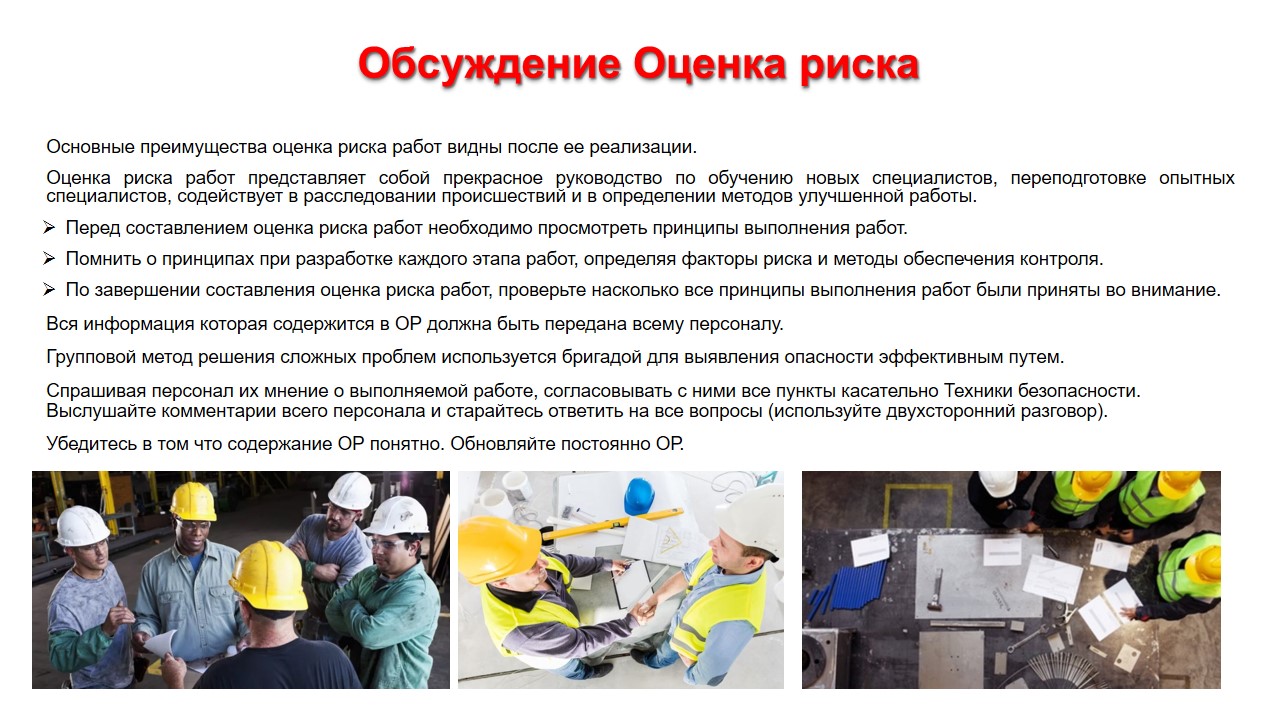 Обсуждение Оценка риска
Основные преимущества оценка риска работ видны после ее реализации.
Оценка риска работ представляет собой прекрасное руководство по обучению новых специалистов, переподготовке опытных
специалистов, содействует в расследовании происшествий и в определении методов улучшенной работы.
➢ Перед составлением оценка риска работ необходимо просмотреть принципы выполнения работ.
➢ Помнить о принципах при разработке каждого этапа работ, определяя факторы риска и методы обеспечения контроля.
➢ По завершении составления оценка риска работ, проверьте насколько все принципы выполнения работ были приняты во внимание.
Вся информация которая содержится в ОР должна быть передана всему персоналу.
Групповой метод решения сложных проблем используется бригадой для выявления опасности эффективным путем.
Спрашивая персонал их мнение о выполняемой работе, согласовывать с ними все пункты касательно Техники безопасности.
Выслушайте комментарии всего персонала и старайтесь ответить на все вопросы (используйте двухсторонний разговор).
Убедитесь в том что содержание ОР понятно. Обновляйте постоянно ОР.